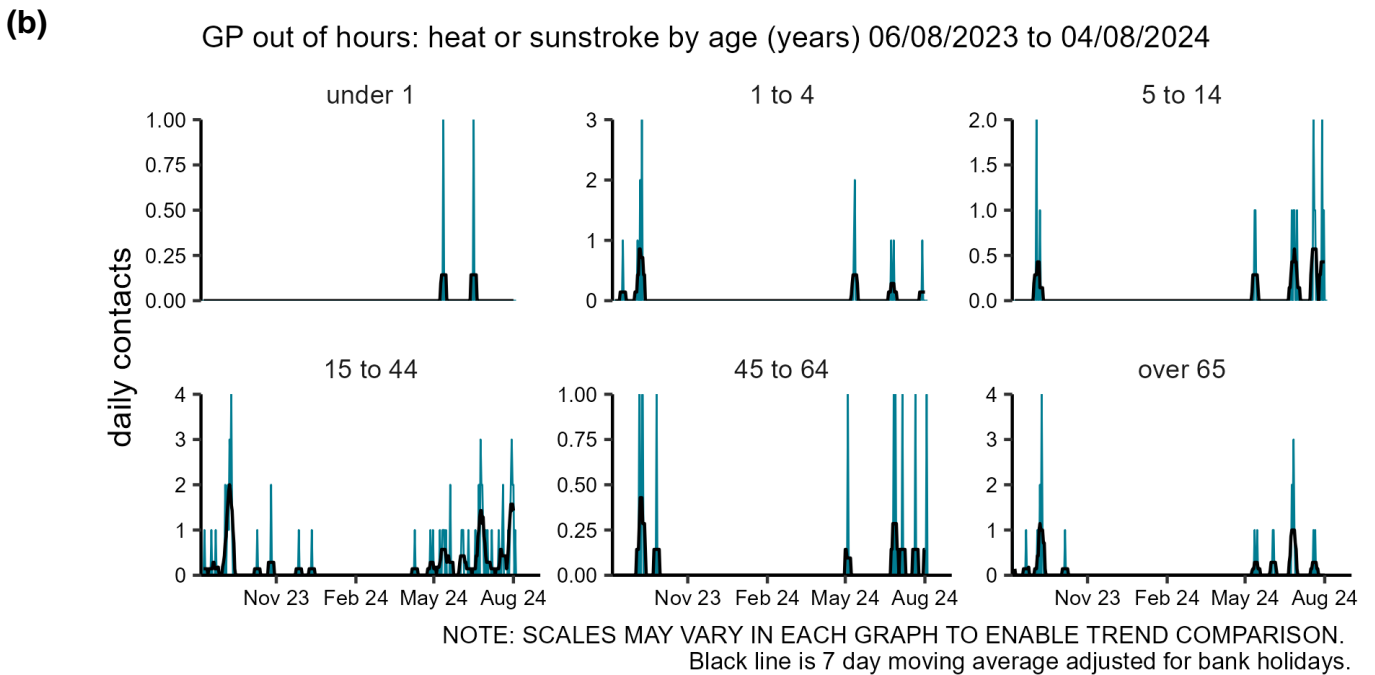 (b)
GP out of hours: heat or sunstroke by age (years) 06/08/2023 to 04/08/2024
daily contacts
under 1
1.00
0.75
0.50
0.25
0.00
1 to 4
3
2
1
0
5 to 14
2.0
1.5
1.0
0.5
0.0
15 to 44
4
3
2
1
0
Nov 23 Feb 24 May 24 Aug 24
45 to 64
1.00
0.75
0.50
0.25
0.00
Nov 23 Feb 24 May 24 Aug 24
over 65
4
3
2
1
0
Nov 23 Feb 24 May 24 Aug 24
NOTE: SCALES MAY VARY IN EACH GRAPH TO ENABLE TREND COMPARISON.
Black line is 7 day moving average adjusted for bank holidays.